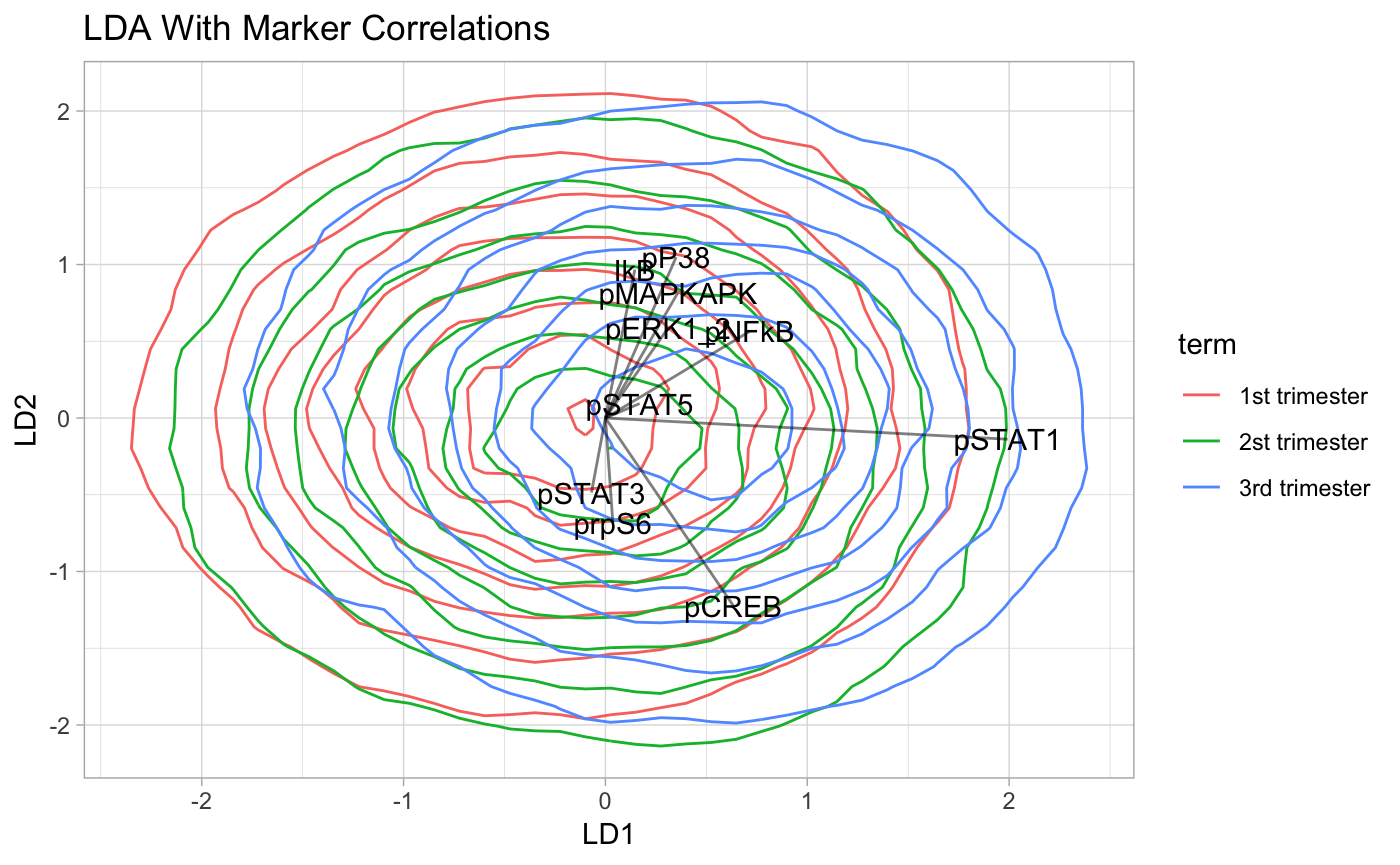 LDA With Marker Correlations
LD2
2
1
0
-1
-2
pP38
IkB
pMAPKAPK
pERK1_2
pNFkB
pSTAT5
pSTAT1
pSTAT3
prpS6
pCREB
-2
-1
0
1
2
LD1
term
1st trimester
2st trimester
3rd trimester